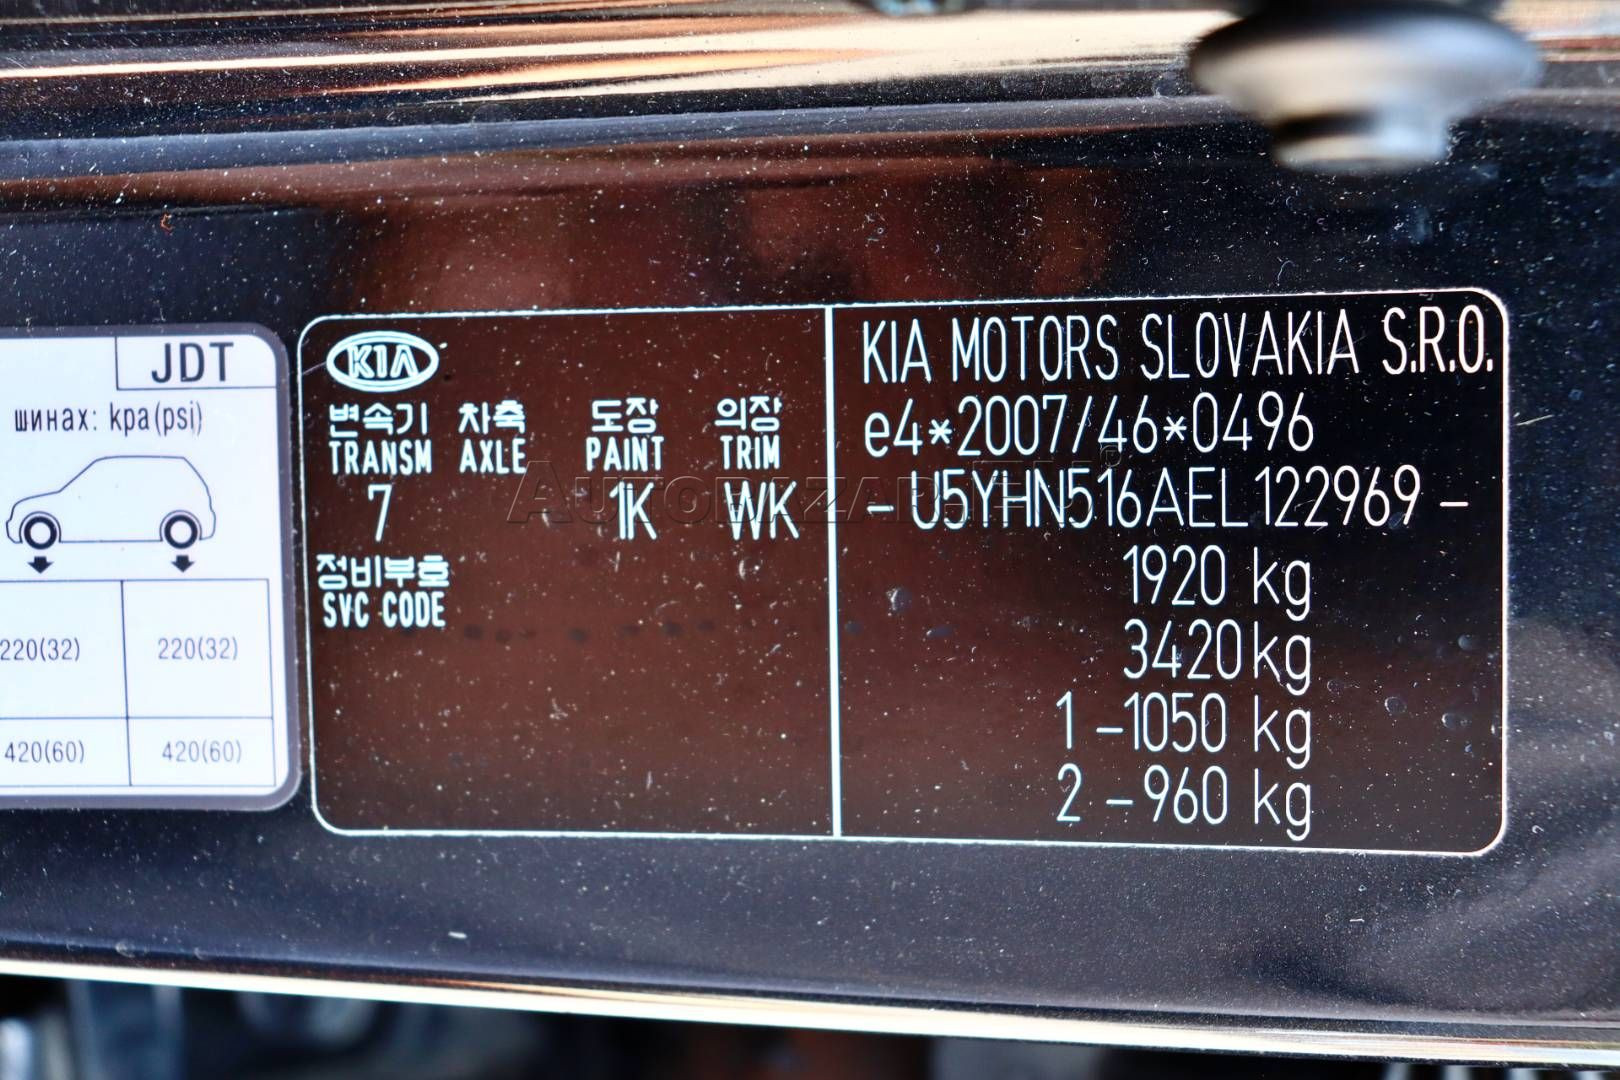 JDT
шинах: kpa(psi)
220(32) 220(32)
420(60) 420(60)
KIA
변속기 차축 도장 의장
TRANSM AXLE PAINT TRIM
7 1K WK
정비부호
SVC CODE
KIA MOTORS SLOVAKIA S.R.O.
e4*2007/46*0496
- U5YHN516AEL122969 -
1920 kg
3420kg
1 -1050 kg
2 -960 kg